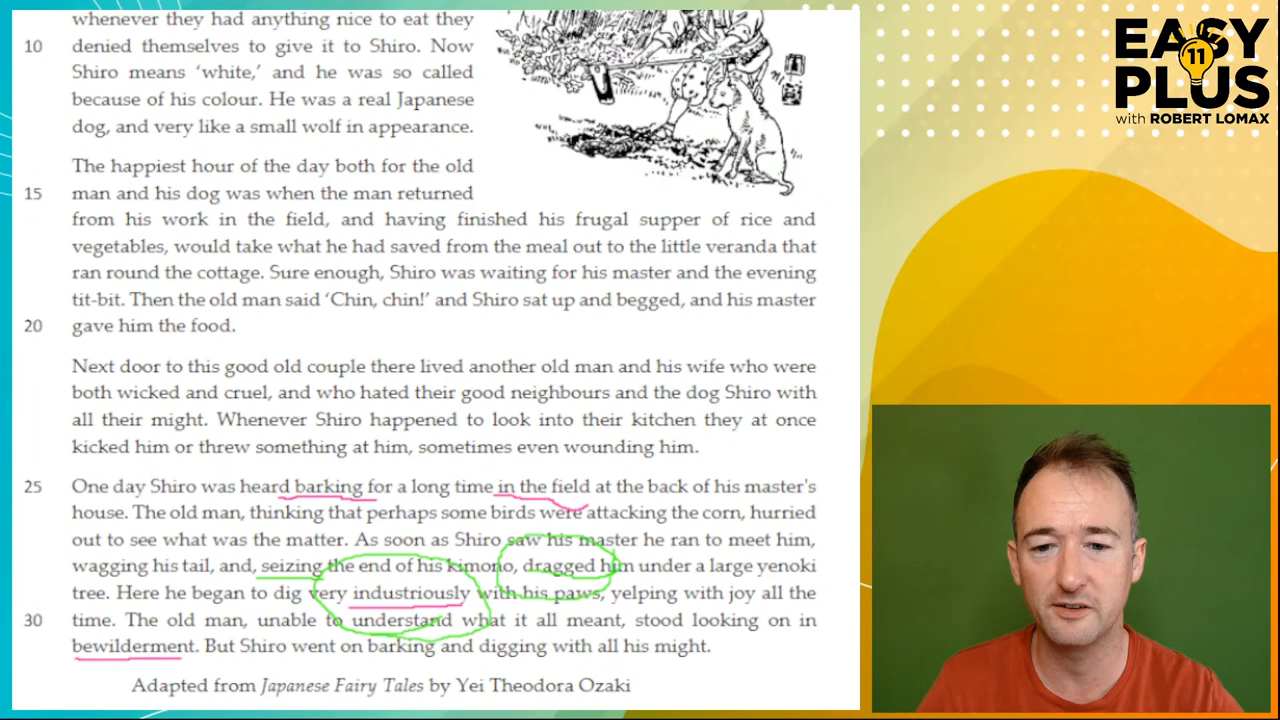 whenever they had anything nice to eat they
10 denied themselves to give it to Shiro. Now
Shiro means ‘white,’ and he was so called
because of his colour. He was a real Japanese
dog, and very like a small wolf in appearance.
The happiest hour of the day both for the old
15 man and his dog was when the man returned
from his work in the field, and having finished his frugal supper of rice and
vegetables, would take what he had saved from the meal out to the little veranda that
ran round the cottage. Sure enough, Shiro was waiting for his master and the evening
tit-bit. Then the old man said ‘Chin, chin!’ and Shiro sat up and begged, and his master
20 gave him the food.
Next door to this good old couple there lived another old man and his wife who were
both wicked and cruel, and who hated their good neighbours and the dog Shiro with
all their might. Whenever Shiro happened to look into their kitchen they at once
kicked him or threw something at him, sometimes even wounding him.
25 One day Shiro was heard barking for a long time in the field at the back of his master's
house. The old man, thinking that perhaps some birds were attacking the corn, hurried
out to see what was the matter. As soon as Shiro saw his master he ran to meet him,
wagging his tail, and, seizing the end of his kimono, dragged him under a large yenoki
tree. Here he began to dig very industriously with his paws, yelping with joy all the
30 time. The old man, unable to understand what it all meant, stood looking on in
bewilderment. But Shiro went on barking and digging with all his might.
Adapted from Japanese Fairy Tales by Yei Theodora Ozaki
EASY
11
PLUS
with ROBERT LOMAX